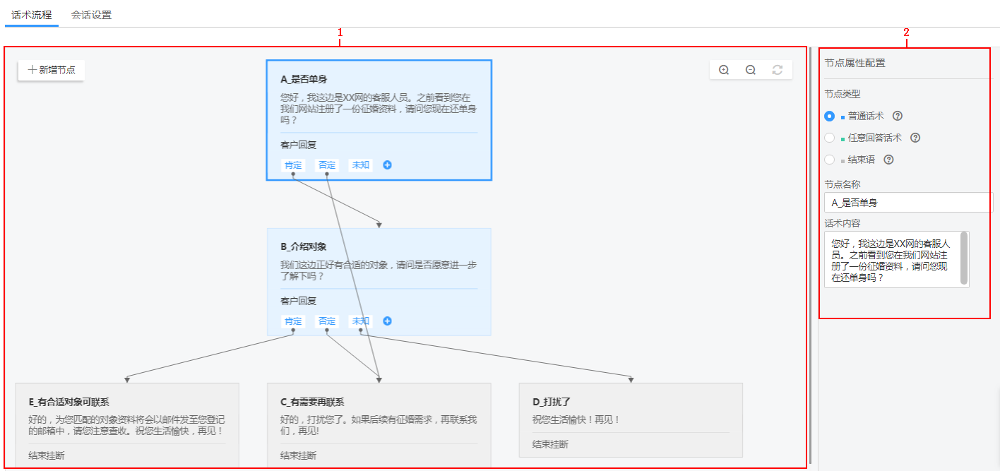 话术流程
会话设置
1
2
新增节点
A_是否单身
您好，我这边是XX网的客服人员。之前看到您在
我们网站注册了一份征婚资料，请问您现在还单身
吗？
客户回复
肯定 否定 未知
B_介绍对象
我们这边正好有合适的对象，请问是否愿意进一步
了解下吗？
客户回复
肯定 否定 未知
E_有合适对象可联系
好的，为您匹配的对象资料将会以邮件发至您登记
的邮箱中，请您注意查收。祝您生活愉快，再见！
结束挂断
C_有需要再联系
好的，打扰您了。如果后续有征婚需求，再联系我
们，再见!
结束挂断
D_打扰了
祝您生活愉快！再见！
结束挂断
节点属性配置
节点类型
普通话术 ?
任意回答话术 ?
结束语 ?
节点名称
A_是否单身
话术内容
您好，我这边是XX网的客服人
员。之前看到您在我们网站注
册了一份征婚资料，请问您现
在还单身吗？